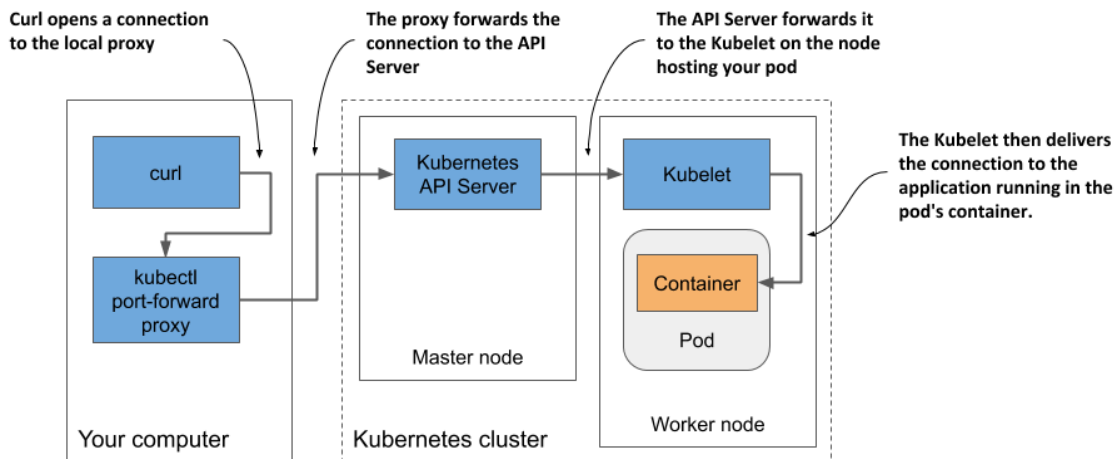 Curl opens a connection
to the local proxy
The proxy forwards the
connection to the API
Server
The API Server forwards it
to the Kubelet on the node
hosting your pod
The Kubelet then delivers
the connection to the
application running in the
pod's container.
curl
kubectl
port-forward
proxy
Your computer
Kubernetes
API Server
Master node
Kubelet
Container
Pod
Worker node
Kubernetes cluster